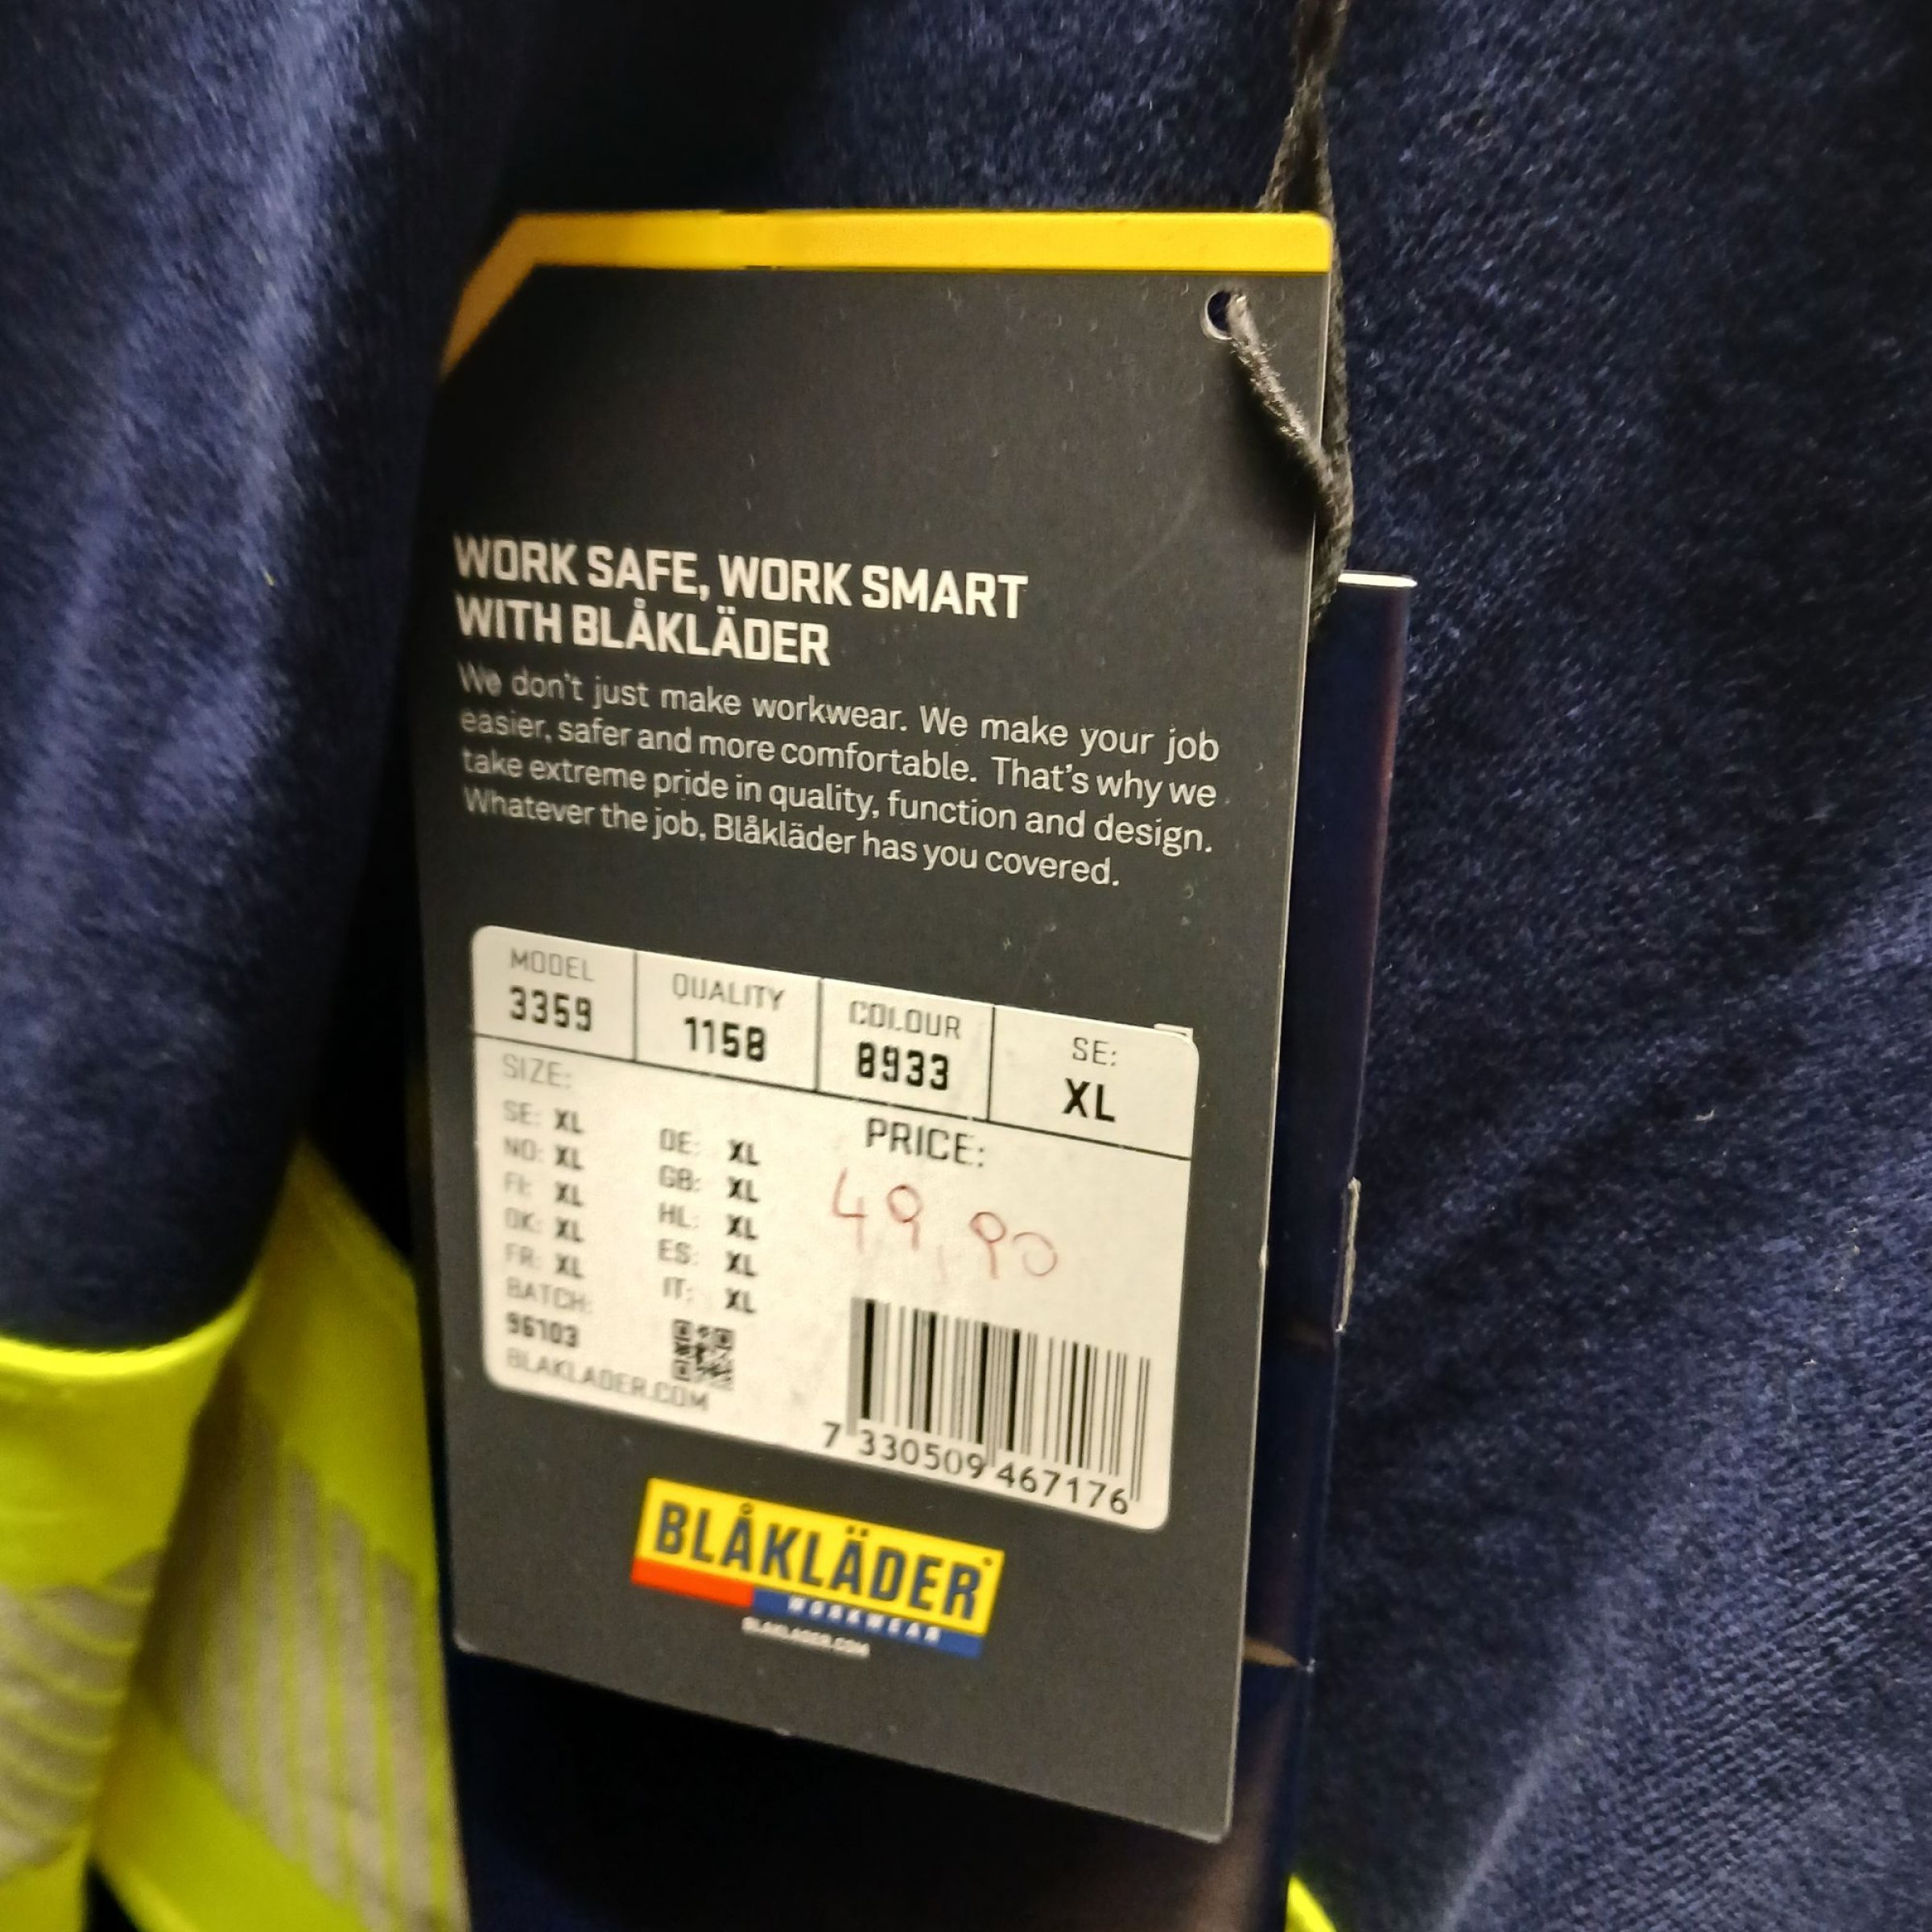 WORK SAFE, WORK SMART
WITH BLÅKLÄDER
We don't just make workwear. We make your job
easier, safer and more comfortable. That's why we
take extreme pride in quality, function and design.
Whatever the job, Blåkläder has you covered.
MODEL
3359
QUALITY
1158
COLOUR
8933
SE:
XL
SIZE:
SE: XL
NO: XL
FI: XL
DK: XL
FR: XL
DE: XL
GB: XL
HL: XL
ES: XL
IT: XL
BATCH:
96103
BLAKLADER.COM
PRICE:
49,90
7 330509 467176
BLÅKLÄDER
WORKWEAR
BLAKLADER.COM